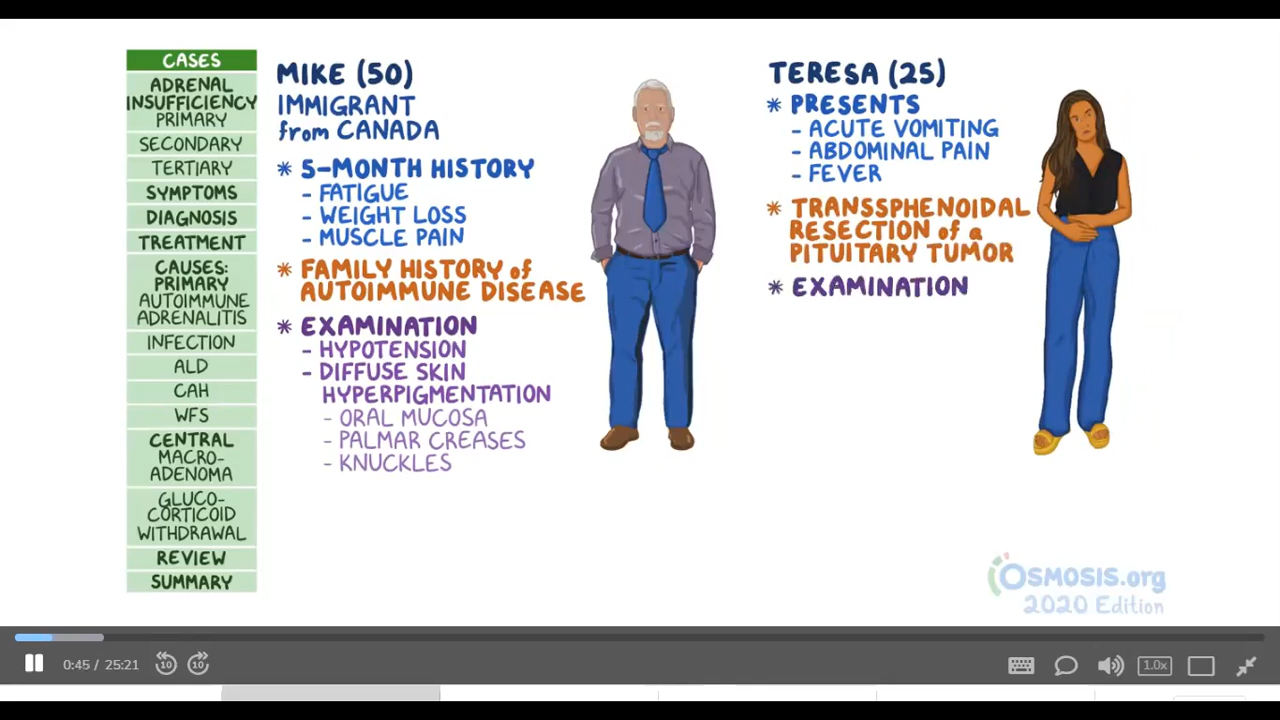 CASES
ADRENAL
INSUFFICIENCY
PRIMARY
SECONDARY
TERTIARY
SYMPTOMS
DIAGNOSIS
TREATMENT
CAUSES:
PRIMARY
AUTOIMMUNE
ADRENALITIS
INFECTION
ALD
CAH
WFS
CENTRAL
MACRO-
ADENOMA
GLUCO-
CORTICOID
WITHDRAWAL
REVIEW
SUMMARY
MIKE (50)
IMMIGRANT
from CANADA
* 5-MONTH HISTORY
- FATIGUE
- WEIGHT LOSS
- MUSCLE PAIN
* FAMILY HISTORY of
AUTOIMMUNE DISEASE
* EXAMINATION
- HYPOTENSION
- DIFFUSE SKIN
HYPERPIGMENTATION
- ORAL MUCOSA
- PALMAR CREASES
- KNUCKLES
TERESA (25)
* PRESENTS
- ACUTE VOMITING
- ABDOMINAL PAIN
- FEVER
* TRANSSPHENOIDAL
RESECTION of a
PITUITARY TUMOR
* EXAMINATION
OSMOSIS.org
2020 Edition
0:45 / 25:21
10
10
1.0x